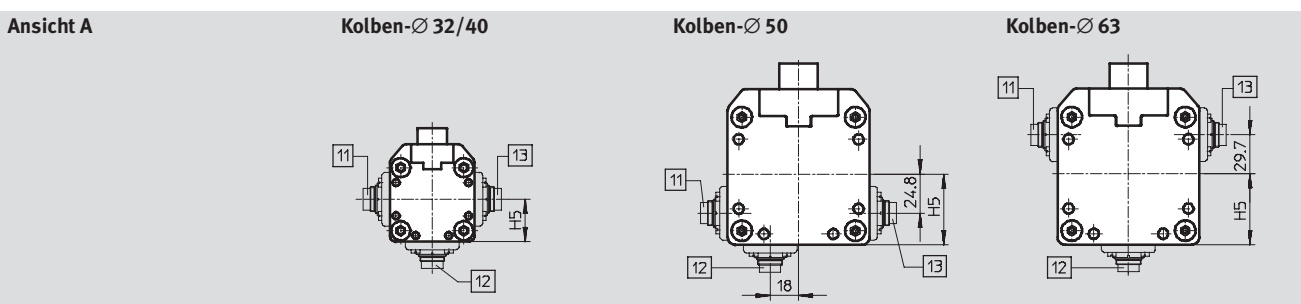 Ansicht A
Kolben-∅ 32/40
Kolben-∅ 50
Kolben-∅ 63
11
13
H5
12
11
24.8
H5
13
12
18
11
13
29.7
H5
12